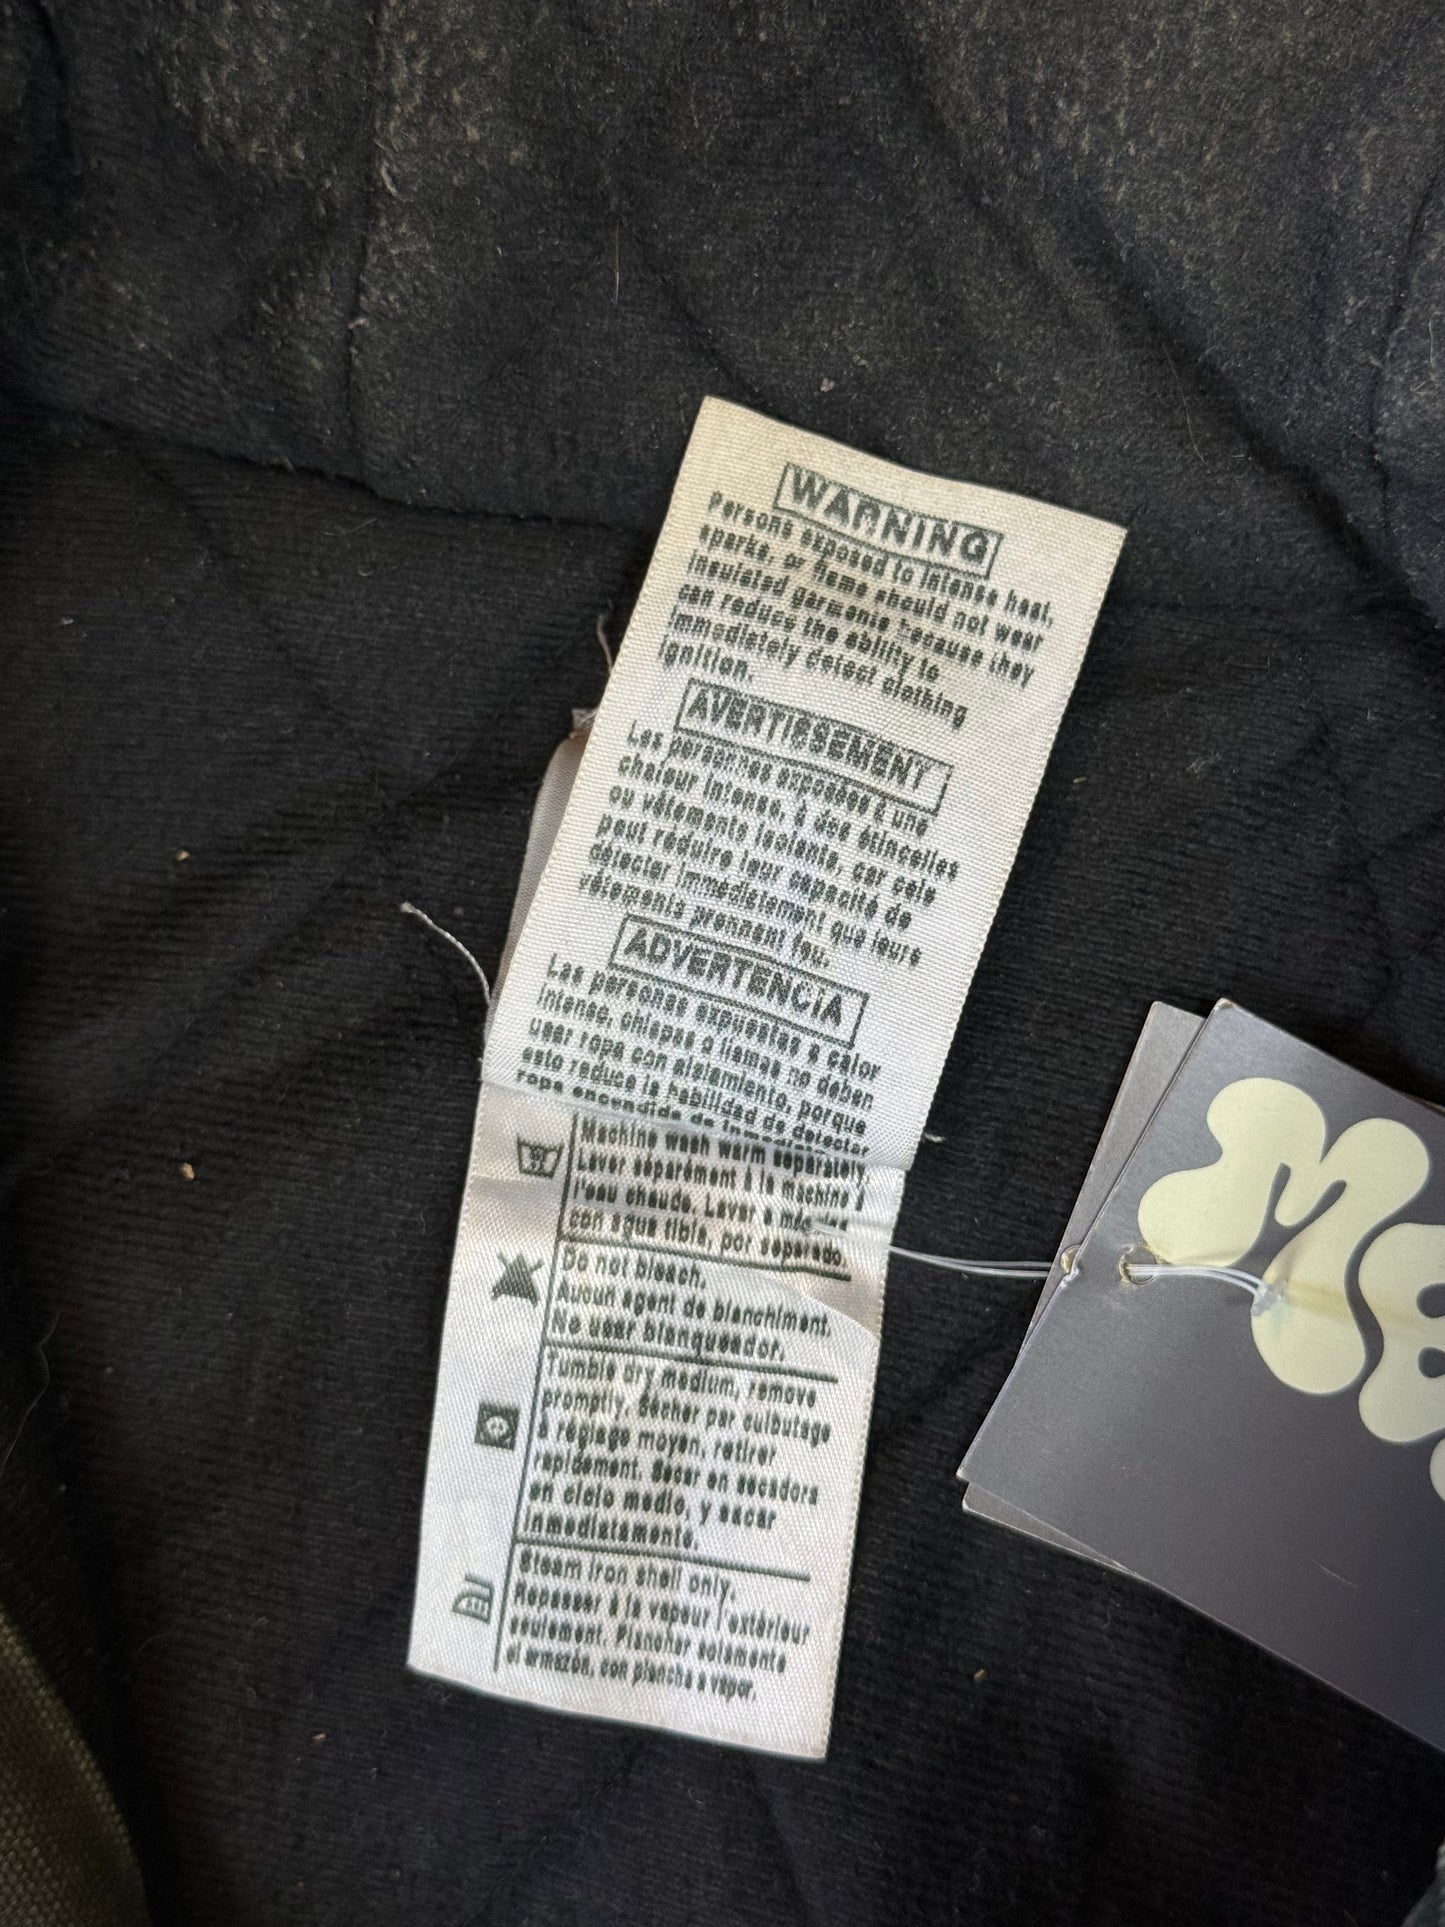 WARNING
Persons exposed to intense heat,
sparks, or flame should not wear
insulated garments because they
can reduce the ability to
immediately detect clothing
ignition.
AVERTISSEMENT
Les personnes exposées à une
chaleur intense, à des étincelles
ou vêtements isolants, car cela
peut réduire leur capacité de
détecter immédiatement que leurs
vêtements prennent feu.
ADVERTENCIA
Las personas expuestas a calor
intenso, chispas o llamas no deben
usar ropa con aislamiento, porque
esto reduce la habilidad de detectar
ropa encendida de inmediato
Machine wash warm separately.
Laver séparément à la machine à
l'eau chaude. Lavar a máquina
con agua tibia, por separado.
Do not bleach.
Aucun agent de blanchiment.
No usar blanqueador.
Tumble dry medium, remove
promptly. Sécher par culbutage
à réglage moyen, retirer
rapidement. Secar en secadora
en ciclo medio, y sacar
inmediatamente.
Steam iron shell only.
Repasser à la vapeur l'extérieur
seulement. Planchar solamente
el armazón, con plancha a vapor.